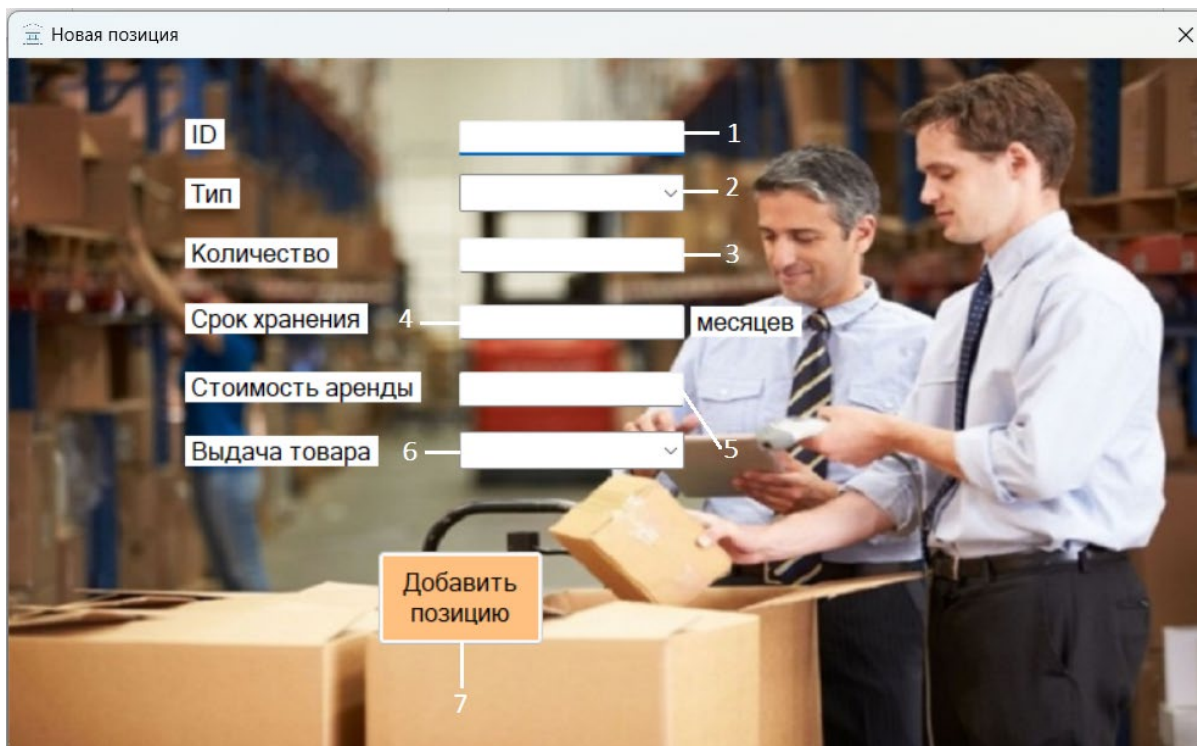 Новая позиция
ID 1
Тип 2
Количество 3
Срок хранения 4 месяцев
Стоимость аренды 5
Выдача товара 6
Добавить
позицию
7